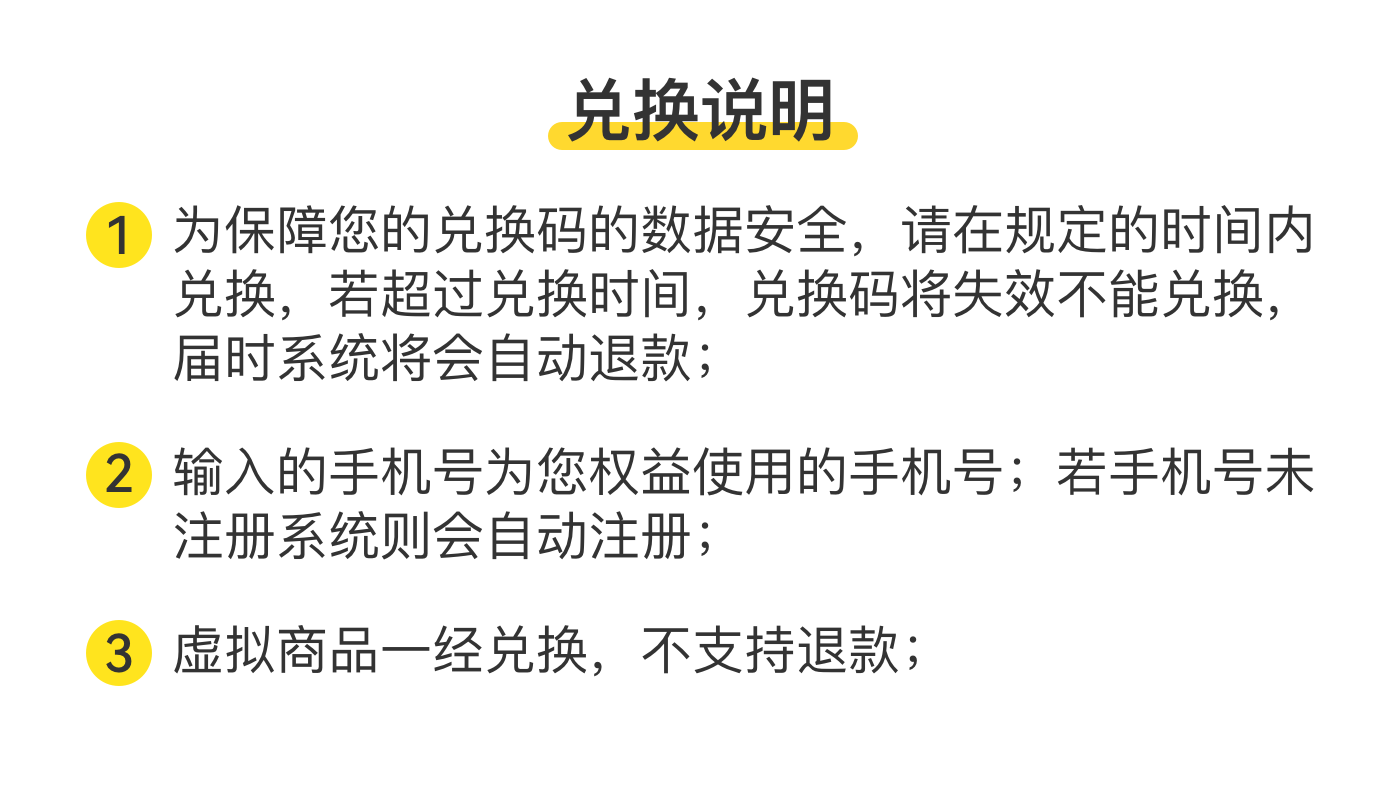 兑换说明
1 为保障您的兑换码的数据安全，请在规定的时间内
兑换，若超过兑换时间，兑换码将失效不能兑换，
届时系统将会自动退款；
2 输入的手机号为您权益使用的手机号；若手机号未
注册系统则会自动注册；
3 虚拟商品一经兑换，不支持退款；